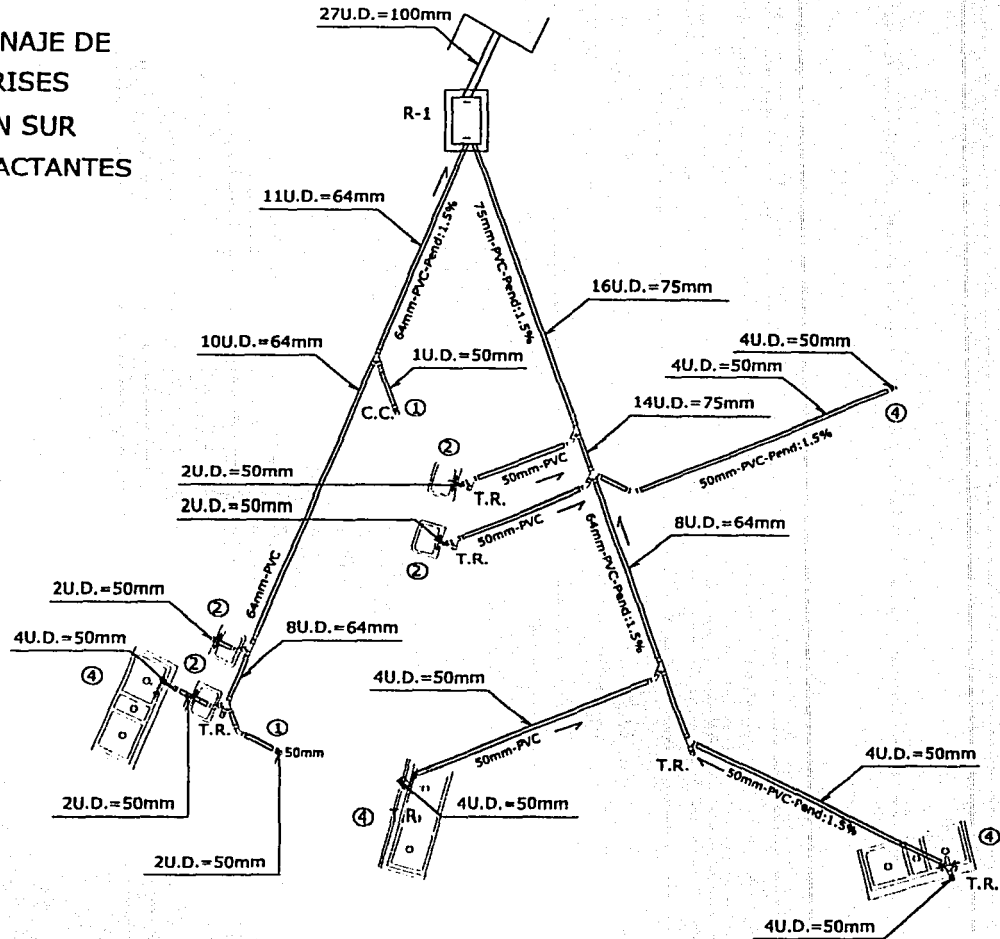 27U.D.=100mm
NAJE DE
RISES
N SUR
ACTANTES
R-1
11U.D.=64mm
64mm-PVC-Pend:1.5%
75mm-PVC-Pend:1.5%
16U.D.=75mm
10U.D.=64mm
1U.D.=50mm
4U.D.=50mm
4U.D.=50mm
14U.D.=75mm
C.C. 1
4
2
2U.D.=50mm
T.R.
50mm-PVC
50mm-PVC-Pend:1.5%
2U.D.=50mm
T.R.
2
50mm-PVC
64mm-PVC-Pend:1.5%
8U.D.=64mm
64mm-PVC
2U.D.=50mm
2
8U.D.=64mm
4U.D.=50mm
4
2
T.R.
1
50mm
2U.D.=50mm
2U.D.=50mm
4U.D.=50mm
50mm-PVC
4
R.
4U.D.=50mm
T.R.
50mm-PVC-Pend:1.5%
4U.D.=50mm
4
T.R.
4U.D.=50mm